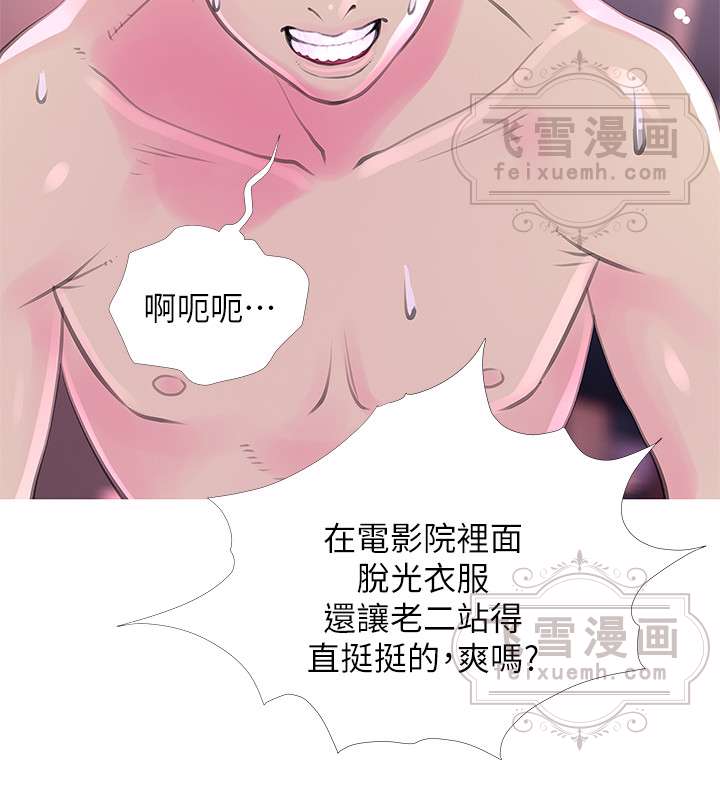 飞雪漫画
feixuemh.com
啊呃呃⋯
在電影院裡面
脫光衣服
還讓老二站得
直挺挺的，爽嗎？
飞雪漫画
feixuemh.com